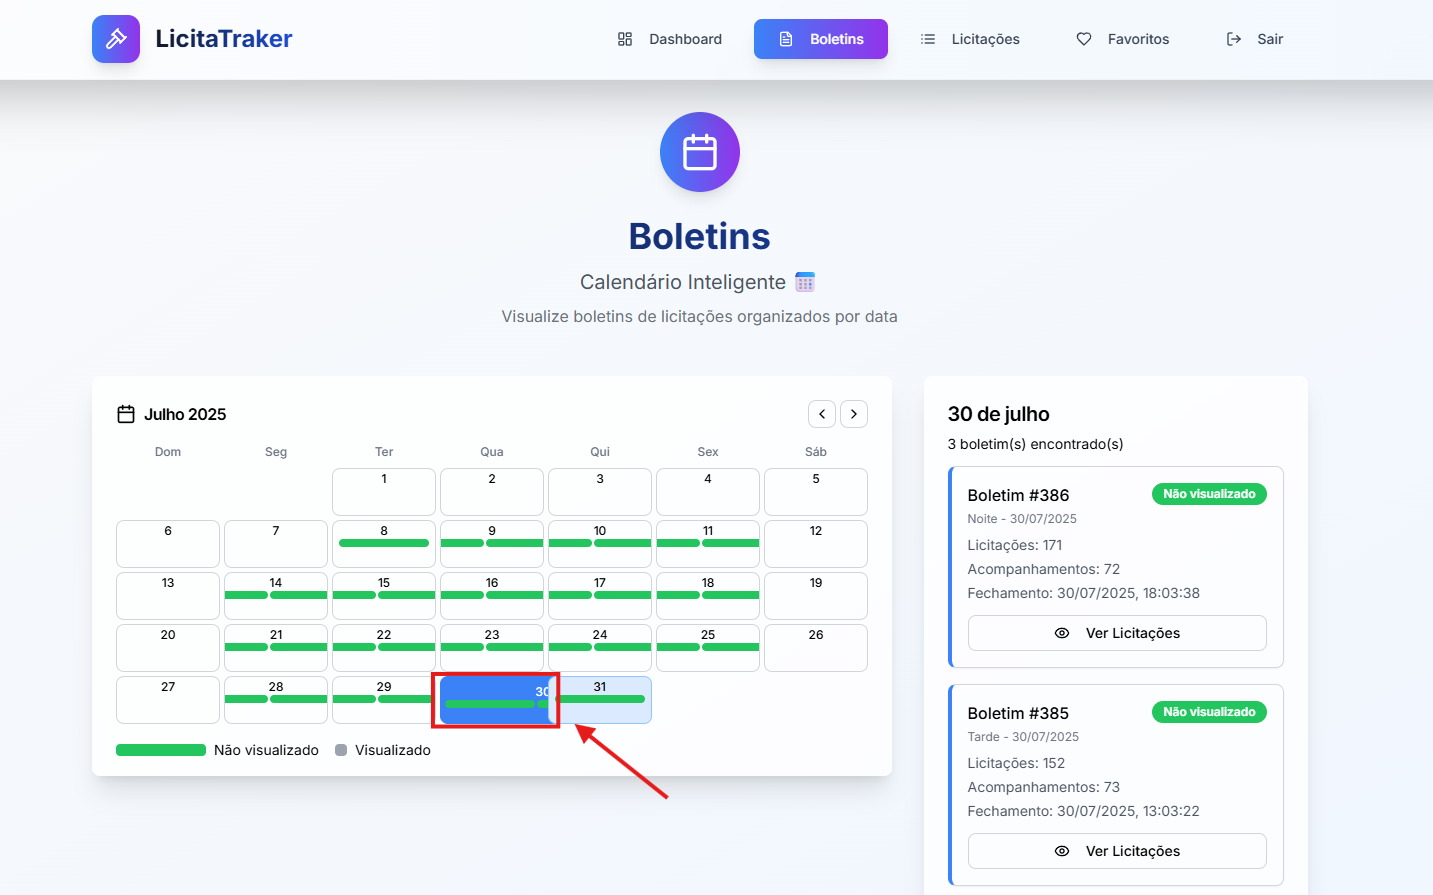 LicitaTraker
Dashboard
Boletins
Licitações
Favoritos
Sair
Boletins
Calendário Inteligente
Visualize boletins de licitações organizados por data
Julho 2025
Dom Seg Ter Qua Qui Sex Sáb
1 2 3 4 5
6 7 8 9 10 11 12
13 14 15 16 17 18 19
20 21 22 23 24 25 26
27 28 29 30 31
Não visualizado Visualizado
30 de julho
3 boletim(s) encontrado(s)
Boletim #386 Não visualizado
Noite - 30/07/2025
Licitações: 171
Acompanhamentos: 72
Fechamento: 30/07/2025, 18:03:38
Ver Licitações
Boletim #385 Não visualizado
Tarde - 30/07/2025
Licitações: 152
Acompanhamentos: 73
Fechamento: 30/07/2025, 13:03:22
Ver Licitações